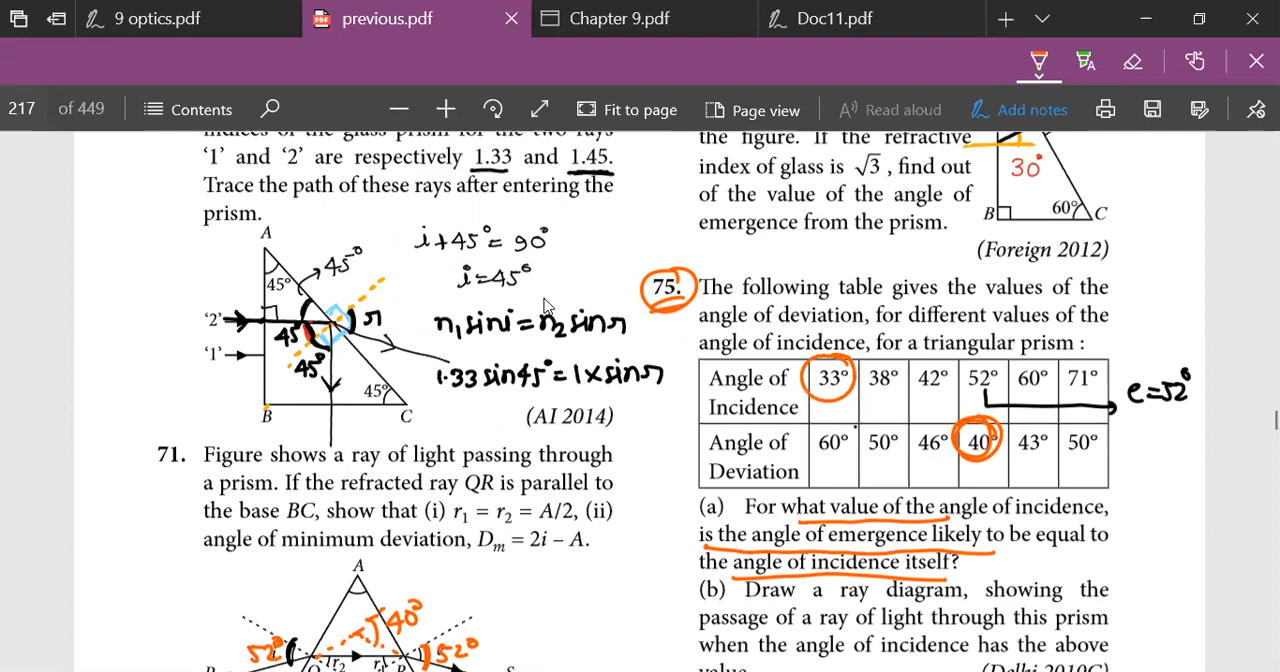 9 optics.pdf
previous.pdf
Chapter 9.pdf
Doc11.pdf
217 of 449
Contents
Fit to page
Page view
Read aloud
Add notes
indices of the glass prism for the two rays
‘1’ and ‘2’ are respectively 1.33 and 1.45.
Trace the path of these rays after entering the
prism.
A
45°
45°
‘2’
‘1’
45°
45°
r
45°
B
C
i+45°=90°
i=45°
n₁sini=n₂sinr
1.33sin45°=1×sinr
(AI 2014)
71. Figure shows a ray of light passing through
a prism. If the refracted ray QR is parallel to
the base BC, show that (i) r₁ = r₂ = A/2, (ii)
angle of minimum deviation, Dₘ = 2i – A.
A
40°
52°
52°
the figure. If the refractive
index of glass is √3 , find out
of the value of the angle of
emergence from the prism.
30°
60°
B
C
(Foreign 2012)
75. The following table gives the values of the
angle of deviation, for different values of the
angle of incidence, for a triangular prism :
Angle of Incidence 33° 38° 42° 52° 60° 71°
Angle of Deviation 60° 50° 46° 40° 43° 50°
e=52°
(a) For what value of the angle of incidence,
is the angle of emergence likely to be equal to
the angle of incidence itself?
(b) Draw a ray diagram, showing the
passage of a ray of light through this prism
when the angle of incidence has the above
value.
(Delhi 2010C)